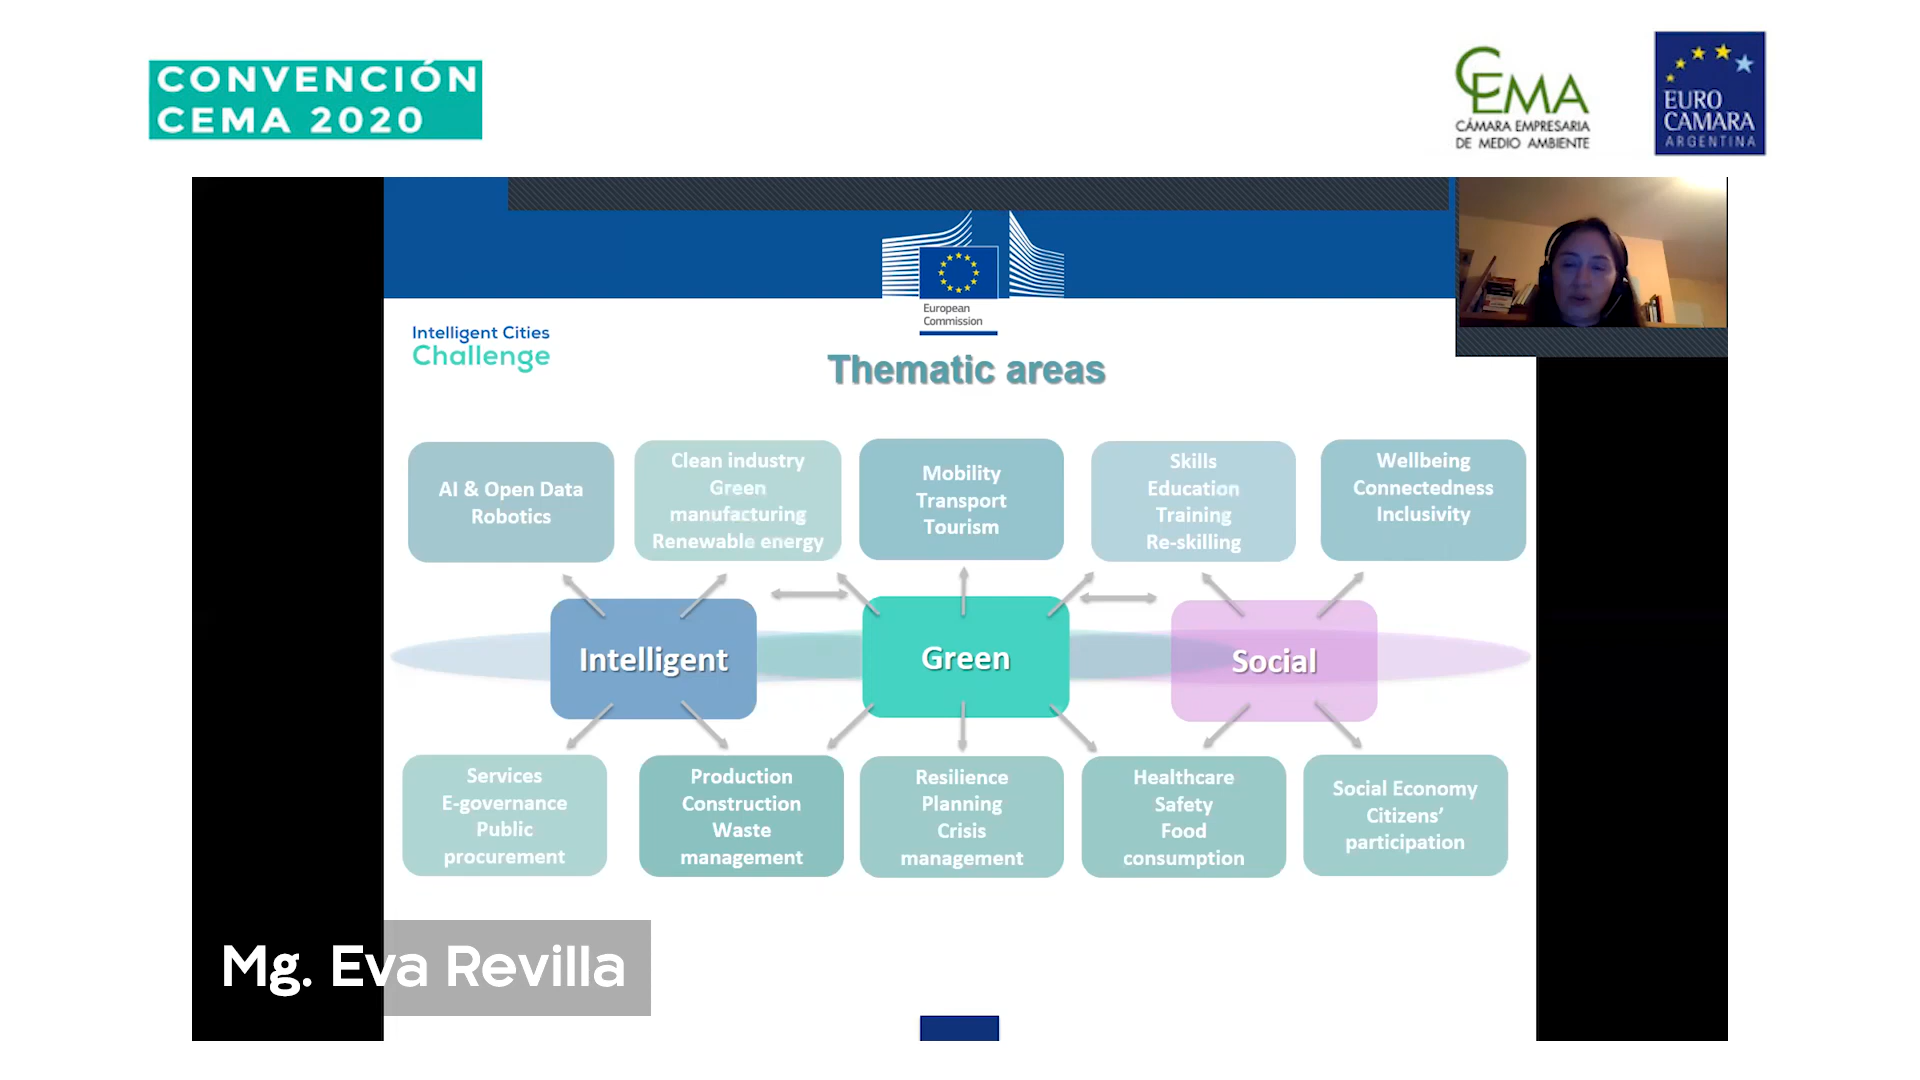 CONVENCIÓN
CEMA 2020
CEMA
CÁMARA EMPRESARIA
DE MEDIO AMBIENTE
EURO
CAMARA
ARGENTINA
European
Commission
Intelligent Cities
Challenge
Thematic areas
AI & Open Data
Robotics
Clean industry
Green
manufacturing
Renewable energy
Mobility
Transport
Tourism
Skills
Education
Training
Re-skilling
Wellbeing
Connectedness
Inclusivity
Intelligent
Green
Social
Services
E-governance
Public
procurement
Production
Construction
Waste
management
Resilience
Planning
Crisis
management
Healthcare
Safety
Food
consumption
Social Economy
Citizens’
participation
Mg. Eva Revilla